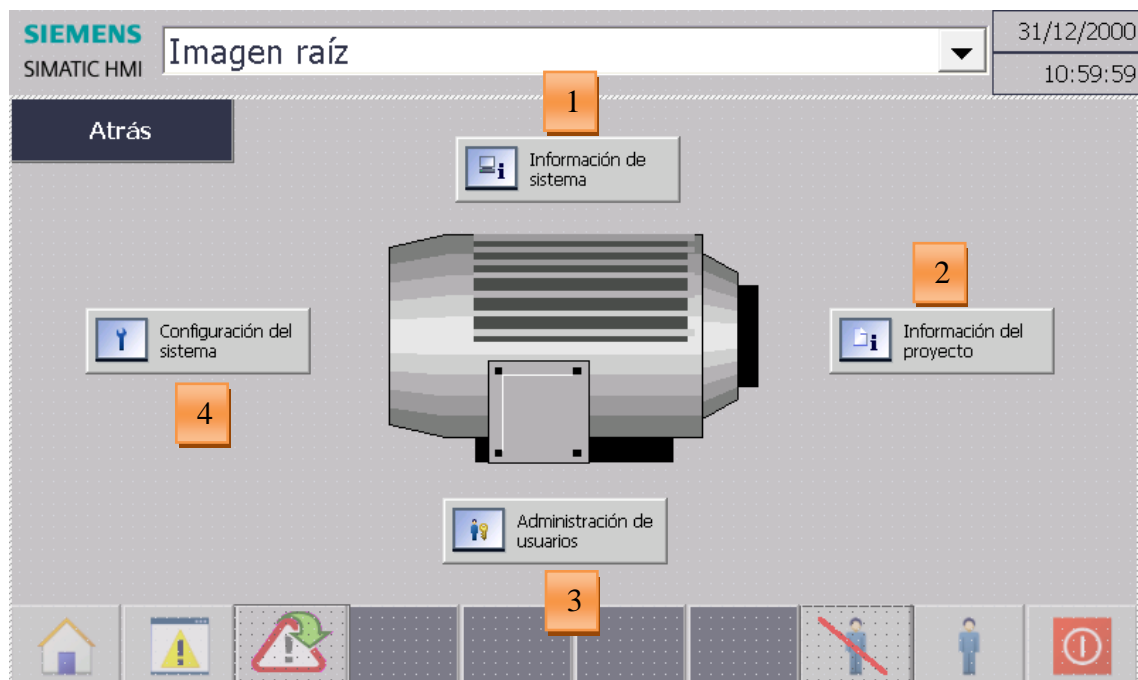 SIEMENS
SIMATIC HMI
Imagen raíz
31/12/2000
10:59:59
Atrás
1
Información de
sistema
2
Información del
proyecto
Configuración del
sistema
4
Administración de
usuarios
3